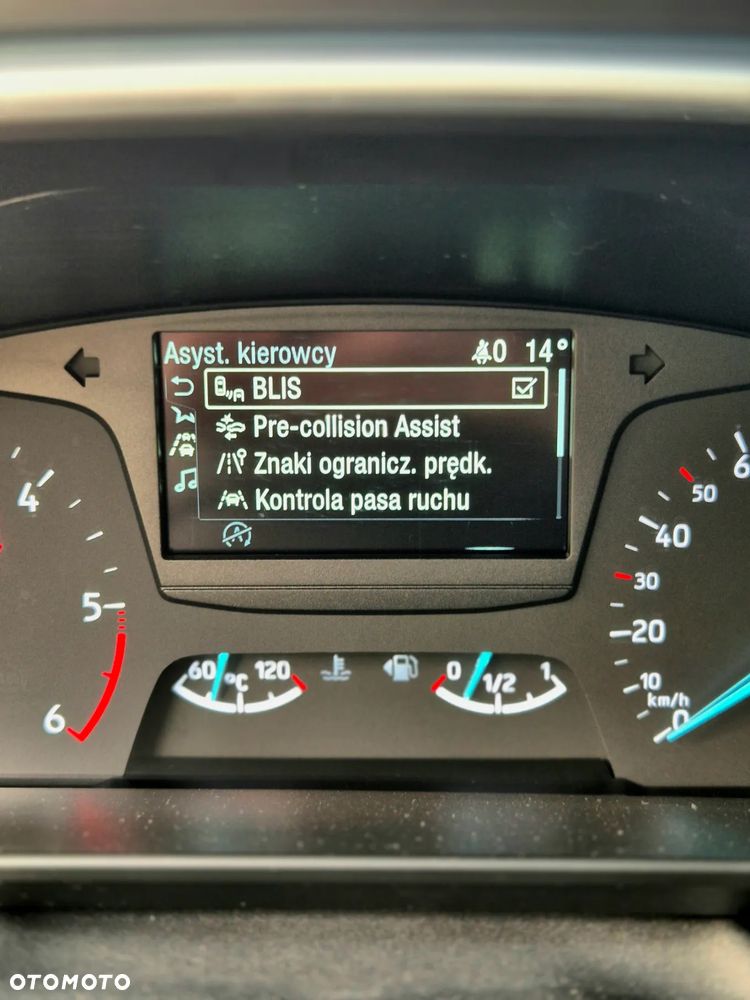 Asyst. kierowcy 0 14°
BLIS
Pre-collision Assist
Znaki ogranicz. prędk.
Kontrola pasa ruchu
4
5
6
60 °C 120
0 1/2 1
60
50
40
30
20
10
km/h
0
OTOMOTO